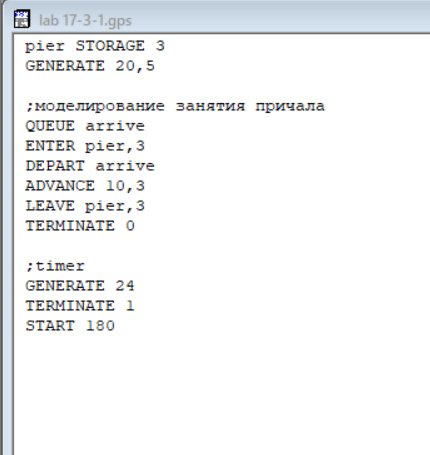 lab 17-3-1.gps
pier STORAGE 3
GENERATE 20,5
;моделирование занятия причала
QUEUE arrive
ENTER pier,3
DEPART arrive
ADVANCE 10,3
LEAVE pier,3
TERMINATE 0
;timer
GENERATE 24
TERMINATE 1
START 180